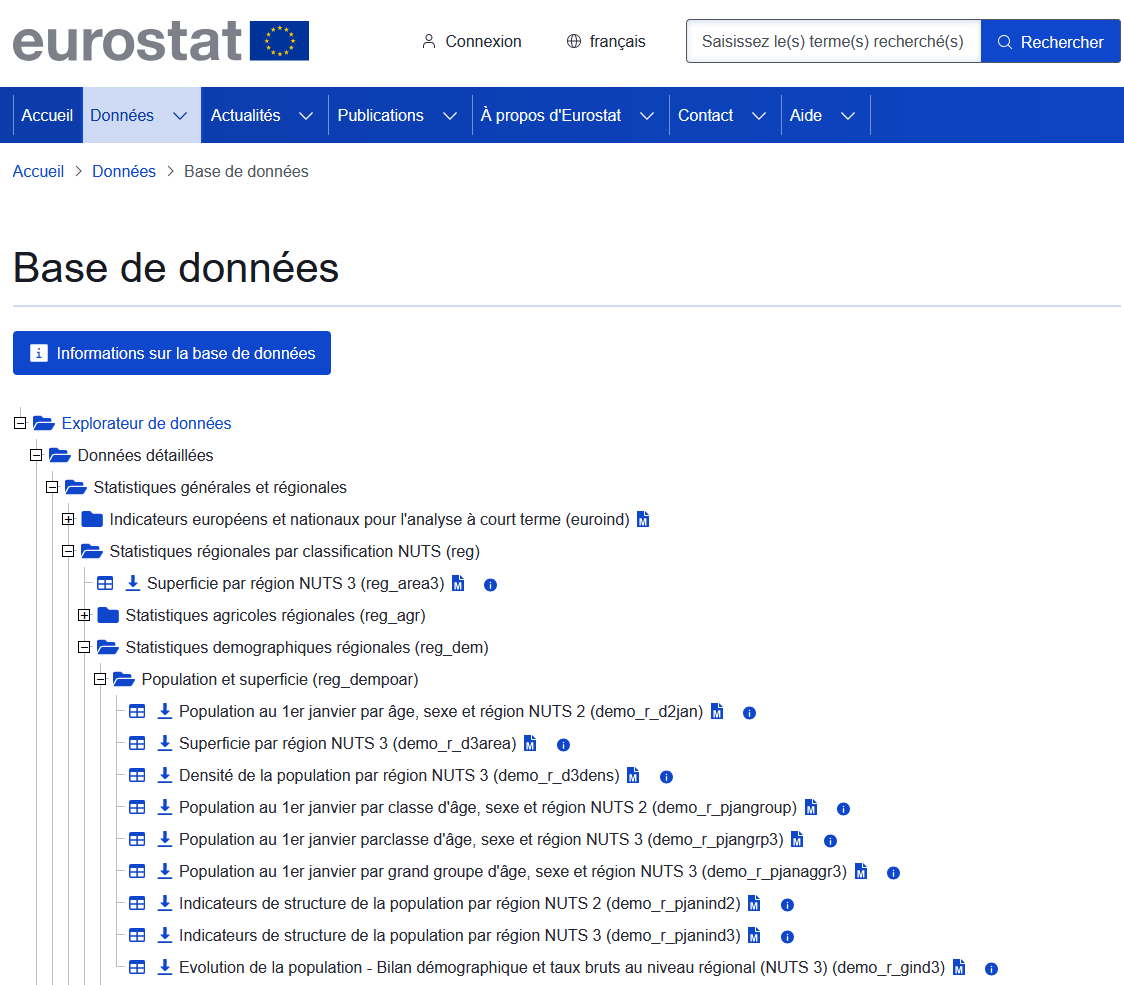 eurostat
Connexion
français
Saisissez le(s) terme(s) recherché(s)
Rechercher
Accueil Données Actualités Publications À propos d'Eurostat Contact Aide
Accueil > Données > Base de données
Base de données
i Informations sur la base de données
Explorateur de données
Données détaillées
Statistiques générales et régionales
Indicateurs européens et nationaux pour l'analyse à court terme (euroind) M
Statistiques régionales par classification NUTS (reg)
Superficie par région NUTS 3 (reg_area3) M i
Statistiques agricoles régionales (reg_agr)
Statistiques demographiques régionales (reg_dem)
Population et superficie (reg_dempoar)
Population au 1er janvier par âge, sexe et région NUTS 2 (demo_r_d2jan) M i
Superficie par région NUTS 3 (demo_r_d3area) M i
Densité de la population par région NUTS 3 (demo_r_d3dens) M i
Population au 1er janvier par classe d'âge, sexe et région NUTS 2 (demo_r_pjangroup) M i
Population au 1er janvier parclasse d'âge, sexe et région NUTS 3 (demo_r_pjangrp3) M i
Population au 1er janvier par grand groupe d'âge, sexe et région NUTS 3 (demo_r_pjanaggr3) M i
Indicateurs de structure de la population par région NUTS 2 (demo_r_pjanind2) M i
Indicateurs de structure de la population par région NUTS 3 (demo_r_pjanind3) M i
Evolution de la population - Bilan démographique et taux bruts au niveau régional (NUTS 3) (demo_r_gind3) M i